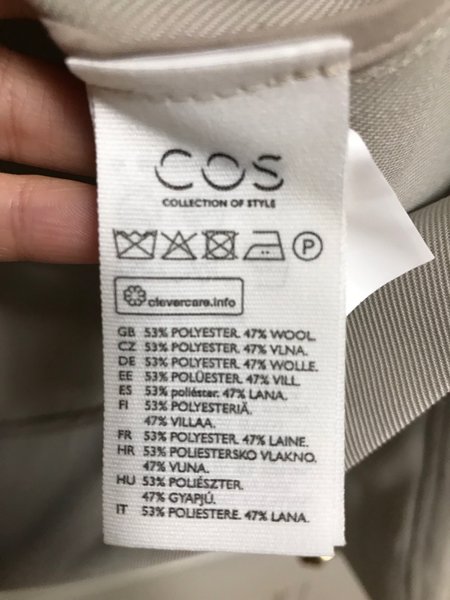 COS
COLLECTION OF STYLE
P
clevercare.info
GB 53% POLYESTER. 47% WOOL.
CZ 53% POLYESTER. 47% VLNA.
DE 53% POLYESTER. 47% WOLLE.
EE 53% POLÜESTER. 47% VILL.
ES 53% poliéster. 47% LANA.
FI 53% POLYESTERIÄ.
47% VILLAA.
FR 53% POLYESTER. 47% LAINE.
HR 53% POLIESTERSKO VLAKNO.
47% VUNA.
HU 53% POLIÉSZTER.
47% GYAPJÚ.
IT 53% POLIESTERE. 47% LANA.